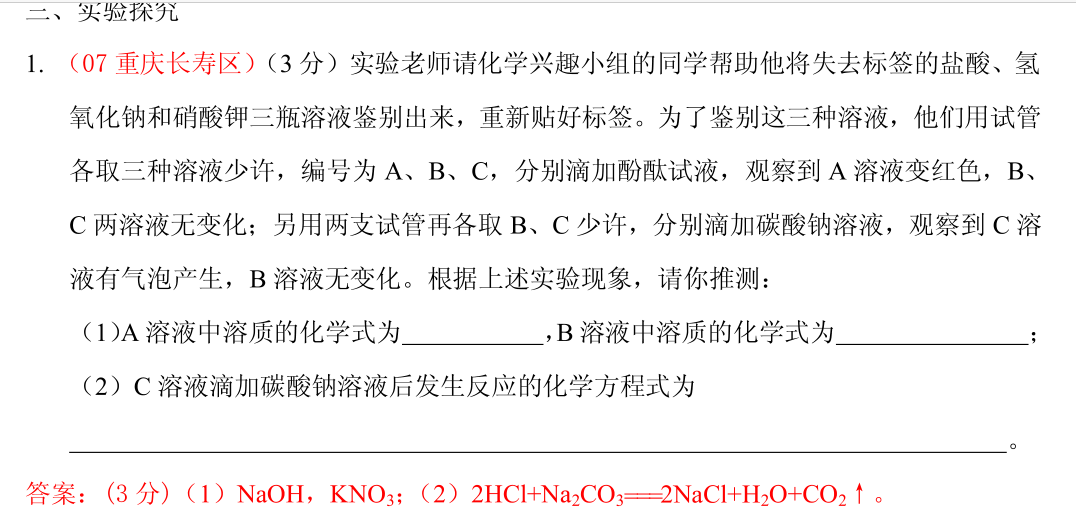 二、实验探究
1. （07 重庆长寿区）（3 分）实验老师请化学兴趣小组的同学帮助他将失去标签的盐酸、氢
氧化钠和硝酸钾三瓶溶液鉴别出来，重新贴好标签。为了鉴别这三种溶液，他们用试管
各取三种溶液少许，编号为 A、B、C，分别滴加酚酞试液，观察到 A 溶液变红色，B、
C 两溶液无变化；另用两支试管再各取 B、C 少许，分别滴加碳酸钠溶液，观察到 C 溶
液有气泡产生，B 溶液无变化。根据上述实验现象，请你推测：
（1)A 溶液中溶质的化学式为____________,B 溶液中溶质的化学式为________________；
（2）C 溶液滴加碳酸钠溶液后发生反应的化学方程式为
______________________________________________________________________________。
答案：(3 分)（1）NaOH，KNO₃；（2）2HCl+Na₂CO₃══2NaCl+H₂O+CO₂↑。